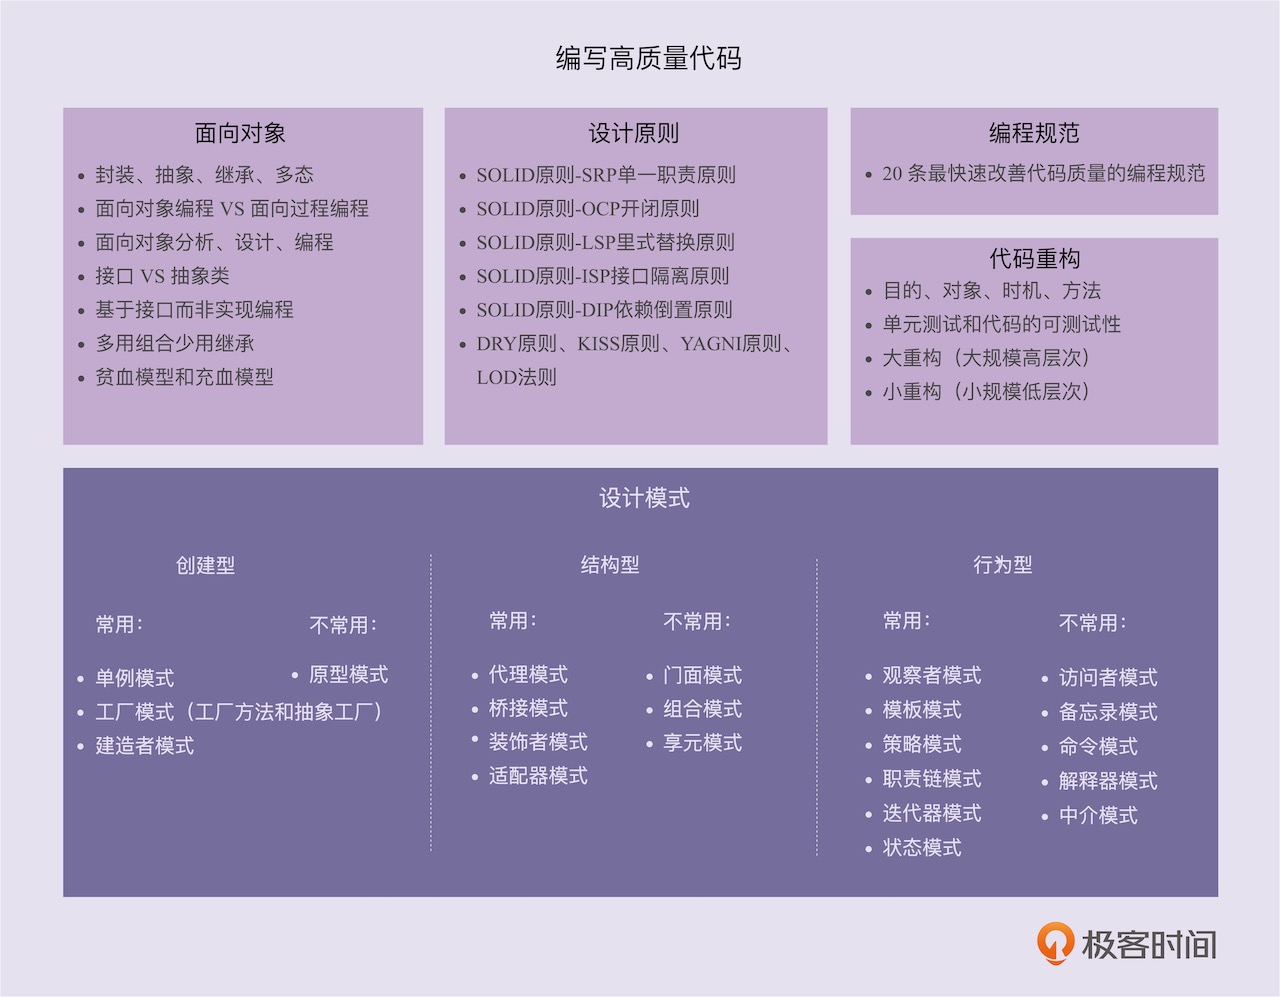 编写高质量代码
面向对象
封装、抽象、继承、多态
面向对象编程 VS 面向过程编程
面向对象分析、设计、编程
接口 VS 抽象类
基于接口而非实现编程
多用组合少用继承
贫血模型和充血模型
设计原则
SOLID原则-SRP单一职责原则
SOLID原则-OCP开闭原则
SOLID原则-LSP里式替换原则
SOLID原则-ISP接口隔离原则
SOLID原则-DIP依赖倒置原则
DRY原则、KISS原则、YAGNI原则、
LOD法则
编程规范
20 条最快速改善代码质量的编程规范
代码重构
目的、对象、时机、方法
单元测试和代码的可测试性
大重构（大规模高层次）
小重构（小规模低层次）
设计模式
创建型
常用：
单例模式
工厂模式（工厂方法和抽象工厂）
建造者模式
不常用：
原型模式
结构型
常用：
代理模式
桥接模式
装饰者模式
适配器模式
不常用：
门面模式
组合模式
享元模式
行为型
常用：
观察者模式
模板模式
策略模式
职责链模式
迭代器模式
状态模式
不常用：
访问者模式
备忘录模式
命令模式
解释器模式
中介模式
极客时间